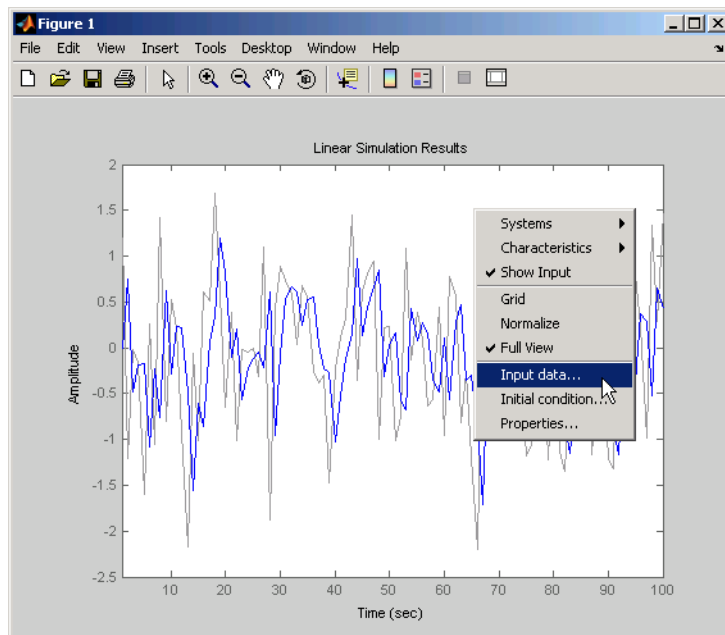 Figure 1
File Edit View Insert Tools Desktop Window Help
Linear Simulation Results
2
1.5
1
0.5
0
-0.5
-1
-1.5
-2
-2.5
Amplitude
10 20 30 40 50 60 70 80 90 100
Time (sec)
Systems
Characteristics
Show Input
Grid
Normalize
Full View
Input data...
Initial condition...
Properties...